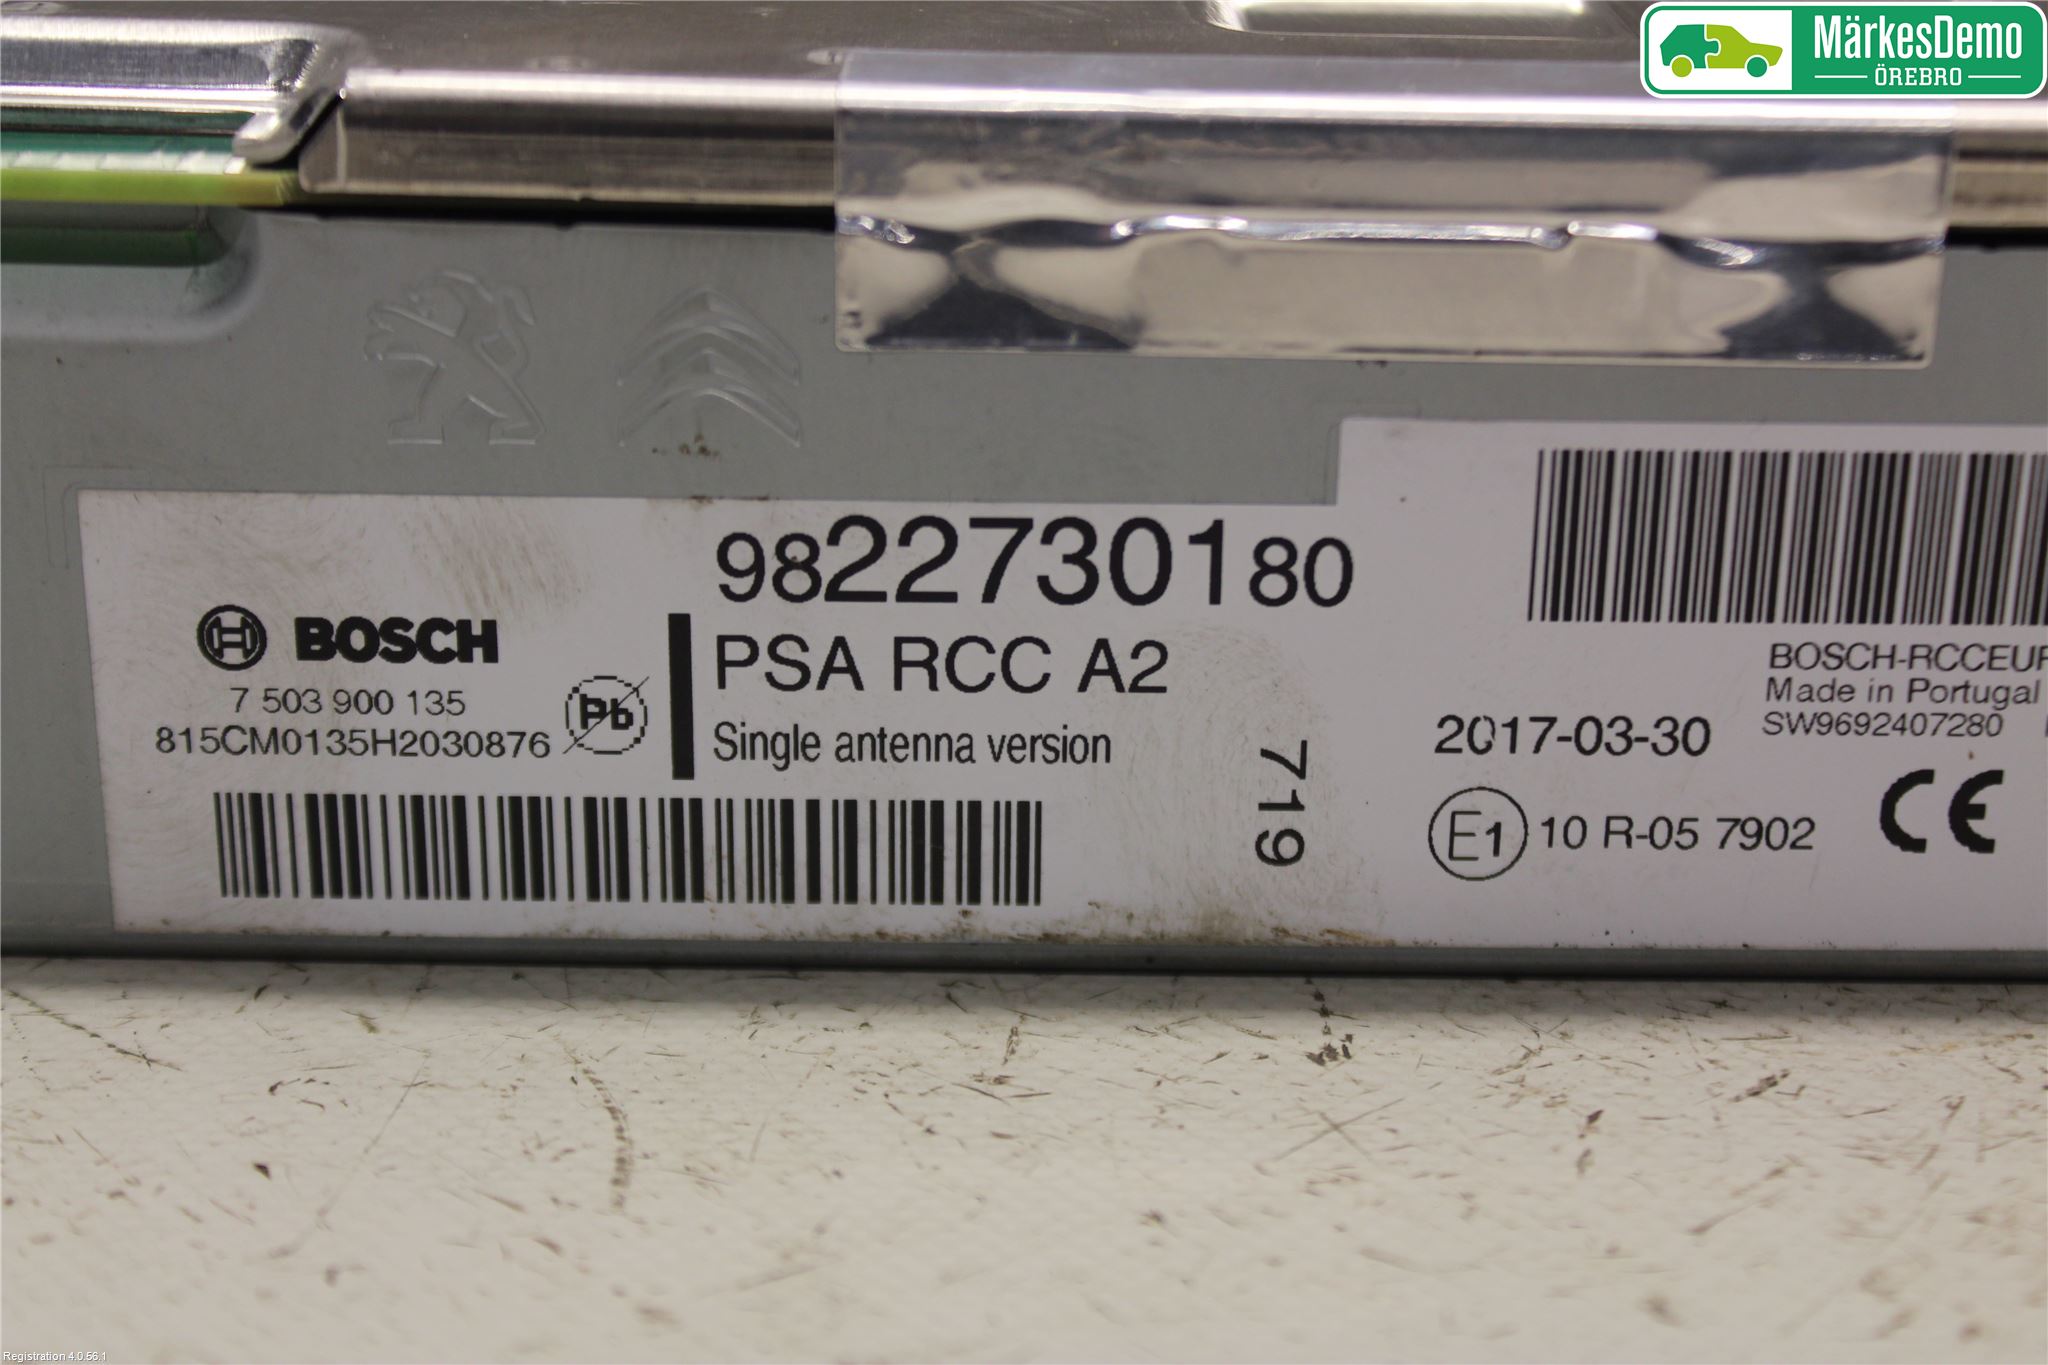 MärkesDemo
ÖREBRO
9822730180
BOSCH
PSA RCC A2
7 503 900 135
Pb
815CM0135H2030876
Single antenna version
719
BOSCH-RCCEUR
Made in Portugal
SW9692407280
2017-03-30
E1 10 R-05 7902
CE
Registration 4.0.56.1